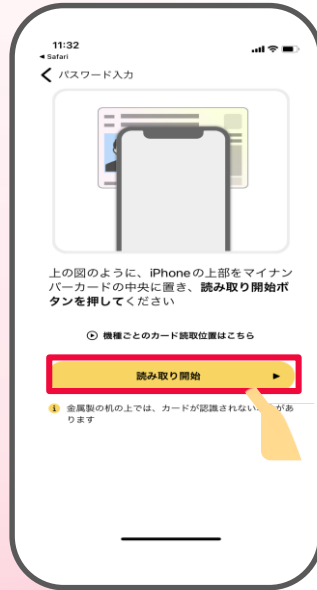 11:32
◀ Safari
パスワード入力
上の図のように、iPhoneの上部をマイナン
バーカードの中央に置き、読み取り開始ボ
タンを押してください
機種ごとのカード読取位置はこちら
読み取り開始
金属製の机の上では、カードが認識されない
があ
ります